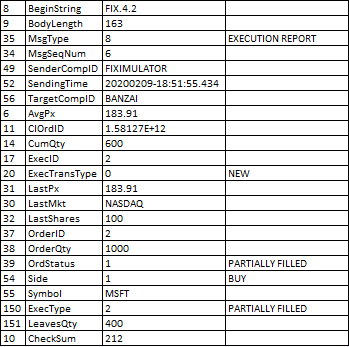 8 BeginString FIX.4.2
9 BodyLength 163
35 MsgType 8 EXECUTION REPORT
34 MsgSeqNum 6
49 SenderCompID FIXIMULATOR
52 SendingTime 20200209-18:51:55.434
56 TargetCompID BANZAI
6 AvgPx 183.91
11 ClOrdID 1.58127E+12
14 CumQty 600
17 ExecID 2
20 ExecTransType 0 NEW
31 LastPx 183.91
30 LastMkt NASDAQ
32 LastShares 100
37 OrderID 2
38 OrderQty 1000
39 OrdStatus 1 PARTIALLY FILLED
54 Side 1 BUY
55 Symbol MSFT
150 ExecType 2 PARTIALLY FILLED
151 LeavesQty 400
10 CheckSum 212